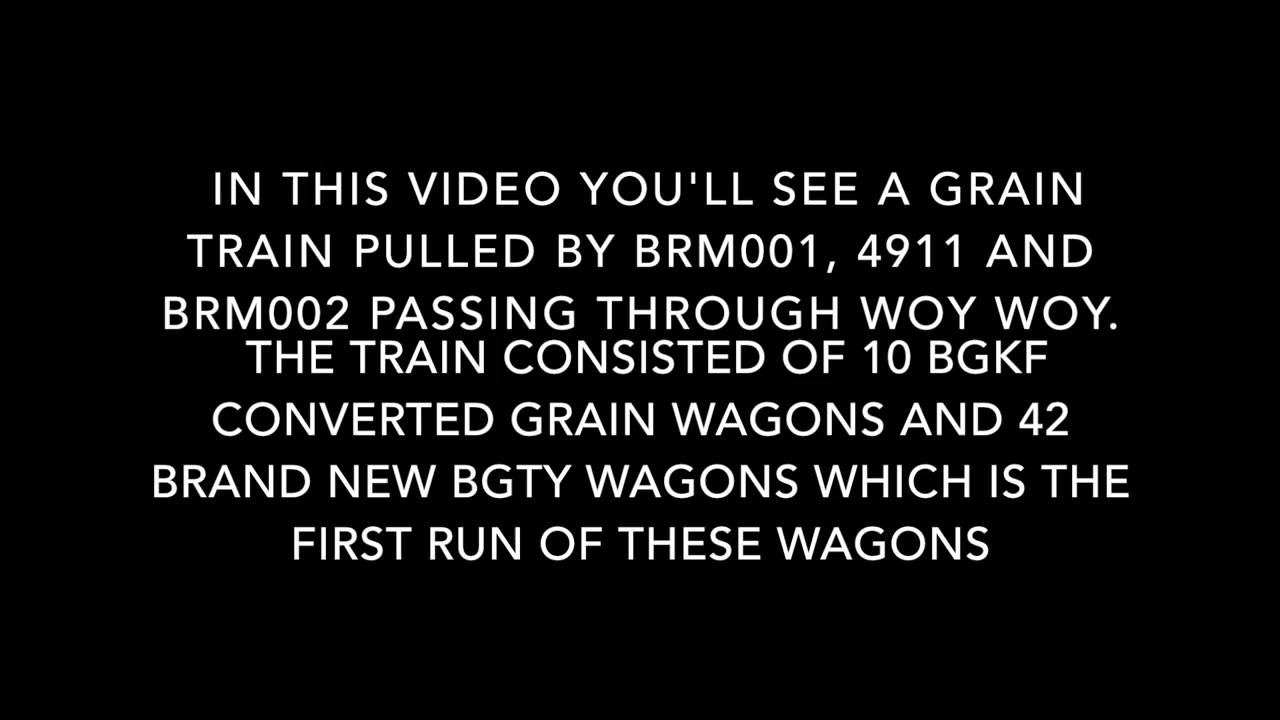 IN THIS VIDEO YOU'LL SEE A GRAIN
TRAIN PULLED BY BRM001, 4911 AND
BRM002 PASSING THROUGH WOY WOY.
THE TRAIN CONSISTED OF 10 BGKF
CONVERTED GRAIN WAGONS AND 42
BRAND NEW BGTY WAGONS WHICH IS THE
FIRST RUN OF THESE WAGONS